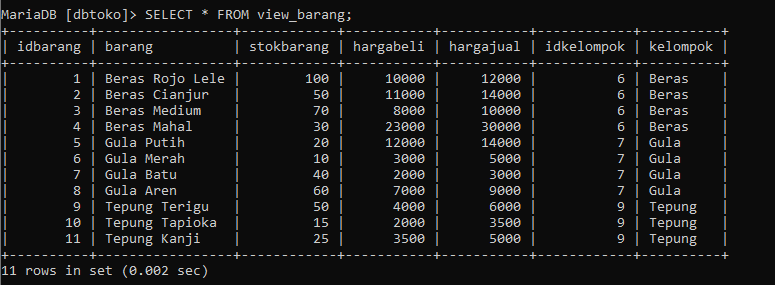 MariaDB [dbtoko]> SELECT * FROM view_barang;
+----------+-----------------+------------+-----------+-----------+------------+----------+
| idbarang | barang          | stokbarang | hargabeli | hargajual | idkelompok | kelompok |
+----------+-----------------+------------+-----------+-----------+------------+----------+
|        1 | Beras Rojo Lele |        100 |     10000 |     12000 |          6 | Beras    |
|        2 | Beras Cianjur   |         50 |     11000 |     14000 |          6 | Beras    |
|        3 | Beras Medium    |         70 |      8000 |     10000 |          6 | Beras    |
|        4 | Beras Mahal     |         30 |     23000 |     30000 |          6 | Beras    |
|        5 | Gula Putih      |         20 |     12000 |     14000 |          7 | Gula     |
|        6 | Gula Merah      |         10 |      3000 |      5000 |          7 | Gula     |
|        7 | Gula Batu       |         40 |      2000 |      3000 |          7 | Gula     |
|        8 | Gula Aren       |         60 |      7000 |      9000 |          7 | Gula     |
|        9 | Tepung Terigu   |         50 |      4000 |      6000 |          9 | Tepung   |
|       10 | Tepung Tapioka  |         15 |      2000 |      3500 |          9 | Tepung   |
|       11 | Tepung Kanji    |         25 |      3500 |      5000 |          9 | Tepung   |
+----------+-----------------+------------+-----------+-----------+------------+----------+
11 rows in set (0.002 sec)